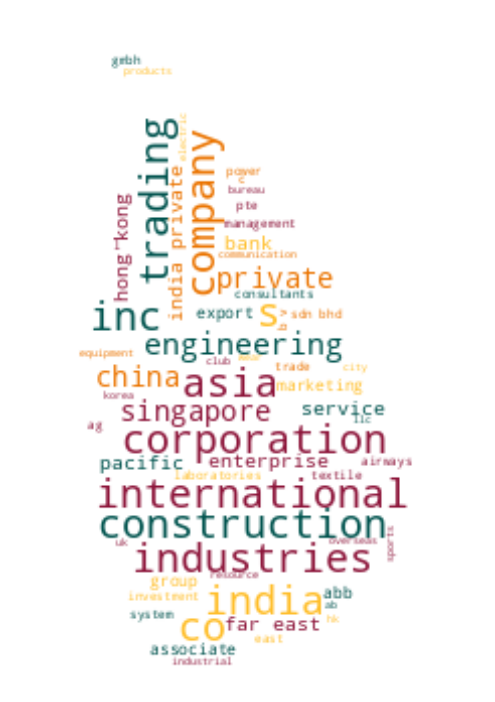 gmbh
products
electric
trading
company
india private
hong kong
power
c
bureau
pte
management
bank
communication
private
consultants
inc
export
s
sdn bhd
engineering
equipment
club
trade
city
china
asia
marketing
korea
singapore
service
llc
ag
corporation
pacific
enterprise
airways
laboratories
textile
international
construction
sports
uk
overseas
industries
resource
group
investment
india
abb
ab
system
co
far east
hk
east
associate
industrial